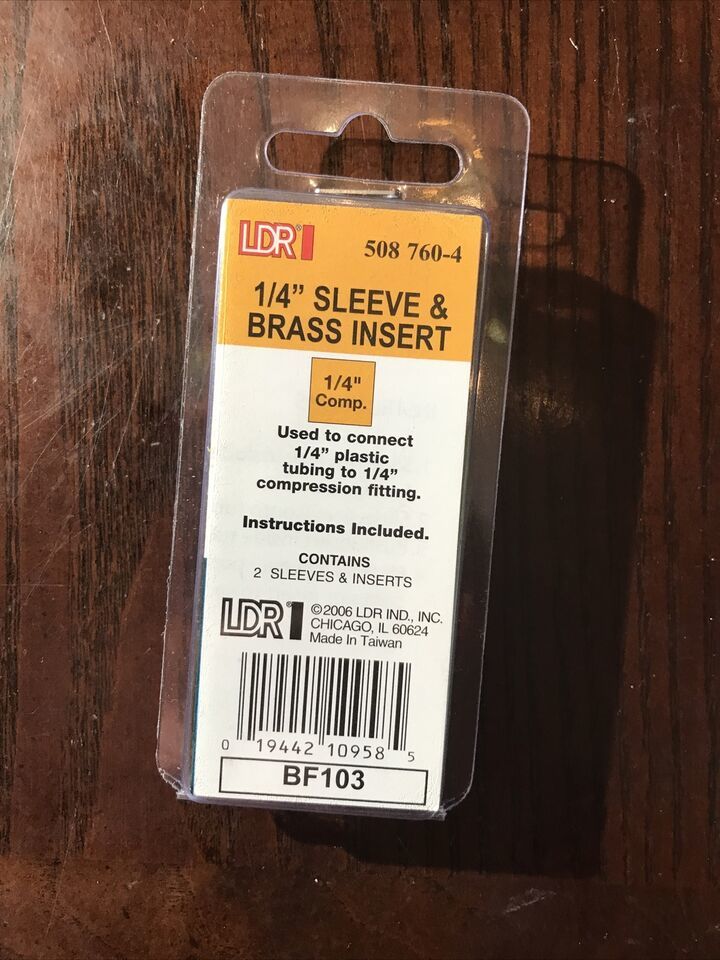 LDR® 508 760-4
1/4” SLEEVE &
BRASS INSERT
1/4"
Comp.
Used to connect
1/4” plastic
tubing to 1/4”
compression fitting.
Instructions Included.
CONTAINS
2 SLEEVES & INSERTS
LDR® ©2006 LDR IND., INC.
CHICAGO, IL 60624
Made In Taiwan
0 19442 10958 5
BF103